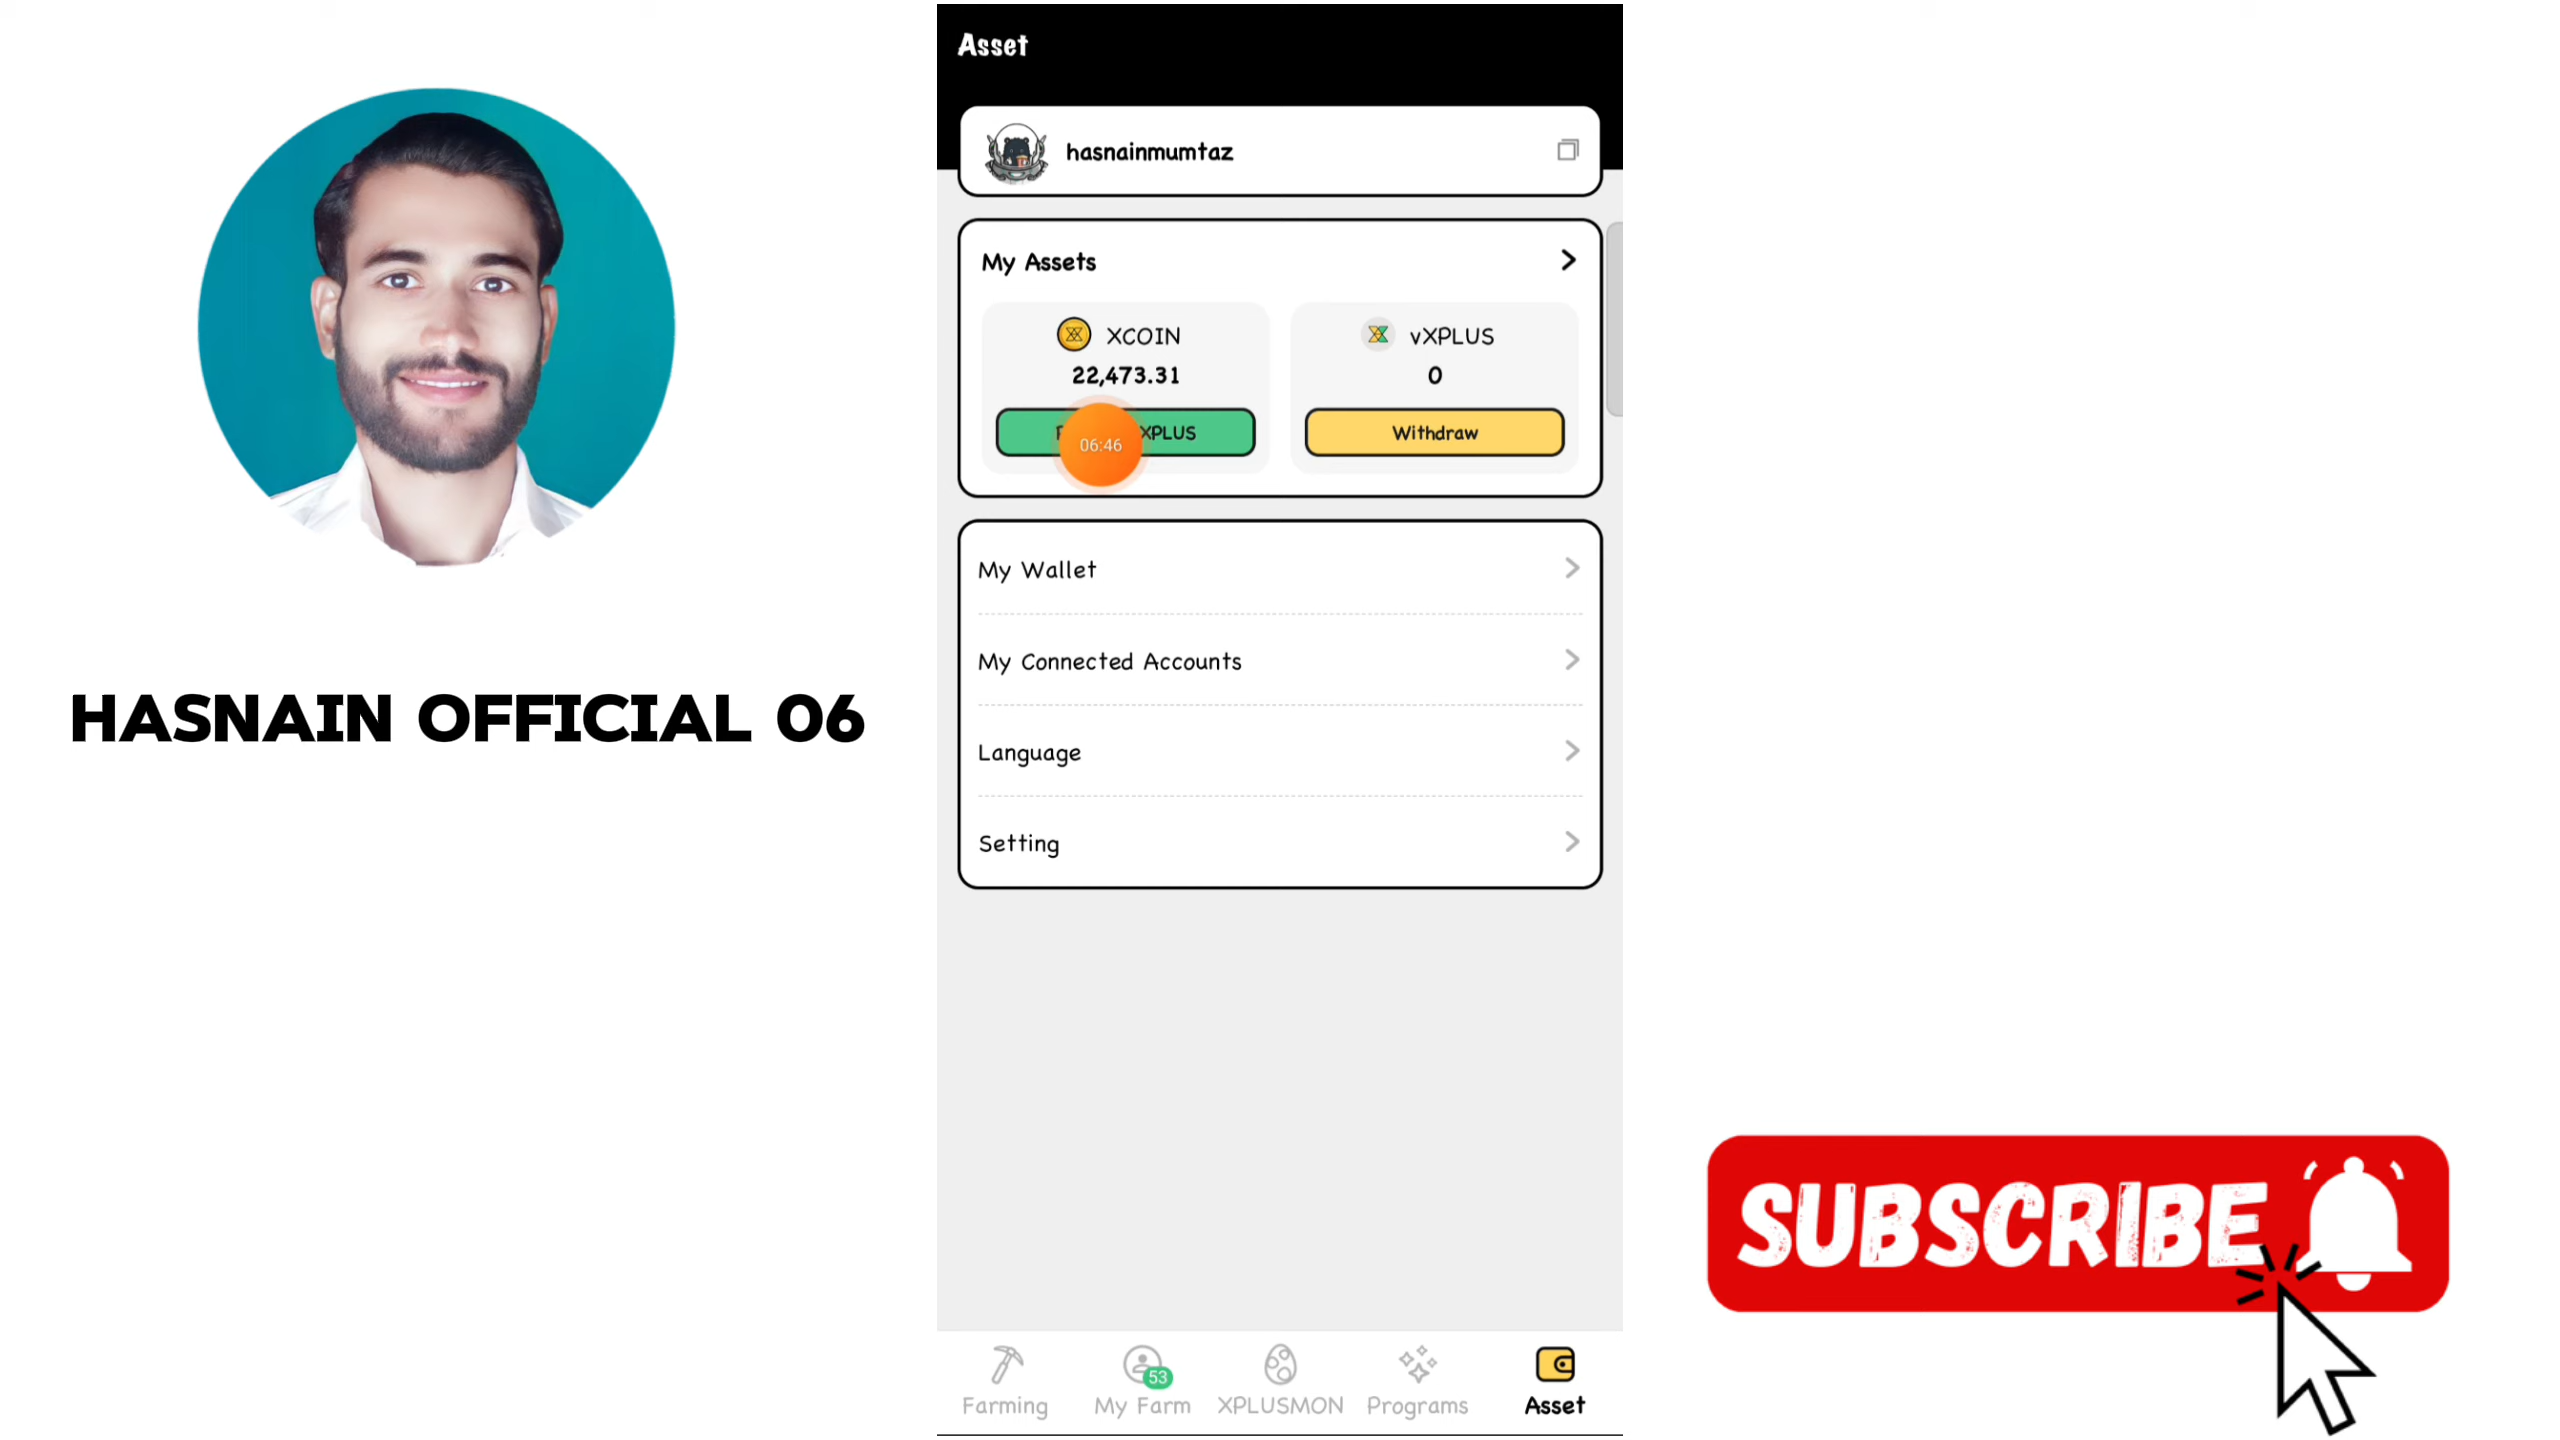 Asset
hasnainmumtaz
My Assets
XCOIN
22,473.31
XPLUS
06:46
vXPLUS
0
Withdraw
My Wallet
My Connected Accounts
Language
Setting
HASNAIN OFFICIAL 06
SUBSCRIBE
53
Farming
My Farm
XPLUSMON
Programs
Asset